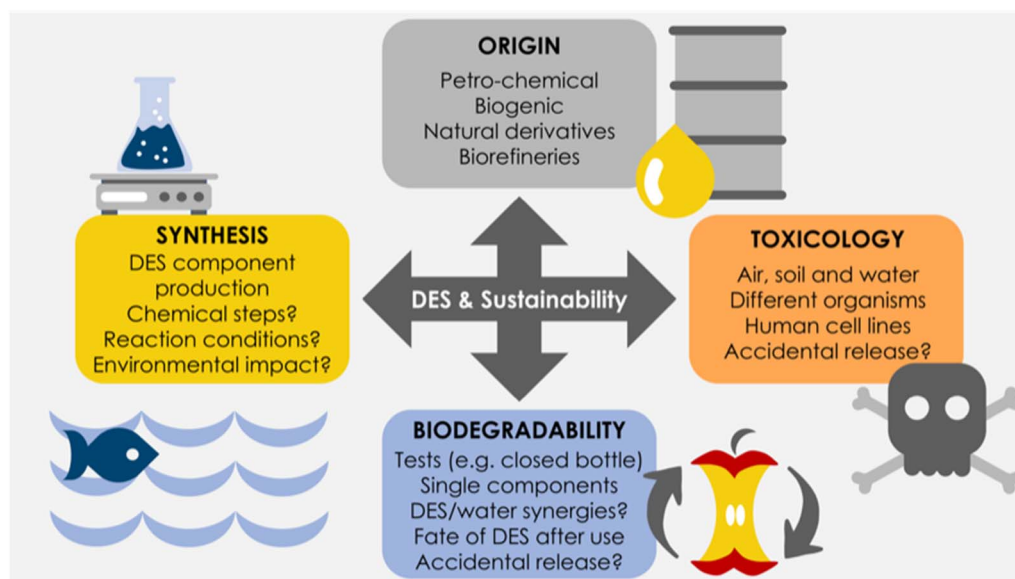 ORIGIN
Petro-chemical
Biogenic
Natural derivatives
Biorefineries
SYNTHESIS
DES component
production
Chemical steps?
Reaction conditions?
Environmental impact?
DES & Sustainability
TOXICOLOGY
Air, soil and water
Different organisms
Human cell lines
Accidental release?
BIODEGRADABILITY
Tests (e.g. closed bottle)
Single components
DES/water synergies?
Fate of DES after use
Accidental release?